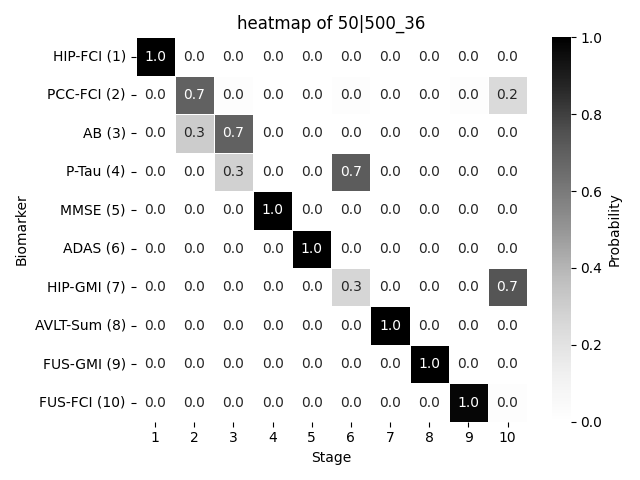 heatmap of 50|500_36
HIP-FCI (1) 1.0 0.0 0.0 0.0 0.0 0.0 0.0 0.0 0.0 0.0
PCC-FCI (2) 0.0 0.7 0.0 0.0 0.0 0.0 0.0 0.0 0.0 0.2
AB (3) 0.0 0.3 0.7 0.0 0.0 0.0 0.0 0.0 0.0 0.0
P-Tau (4) 0.0 0.0 0.3 0.0 0.0 0.7 0.0 0.0 0.0 0.0
MMSE (5) 0.0 0.0 0.0 1.0 0.0 0.0 0.0 0.0 0.0 0.0
ADAS (6) 0.0 0.0 0.0 0.0 1.0 0.0 0.0 0.0 0.0 0.0
HIP-GMI (7) 0.0 0.0 0.0 0.0 0.0 0.3 0.0 0.0 0.0 0.7
AVLT-Sum (8) 0.0 0.0 0.0 0.0 0.0 0.0 1.0 0.0 0.0 0.0
FUS-GMI (9) 0.0 0.0 0.0 0.0 0.0 0.0 0.0 1.0 0.0 0.0
FUS-FCI (10) 0.0 0.0 0.0 0.0 0.0 0.0 0.0 0.0 1.0 0.0
1 2 3 4 5 6 7 8 9 10
Stage
Biomarker
1.0
0.8
0.6
0.4
0.2
0.0
Probability